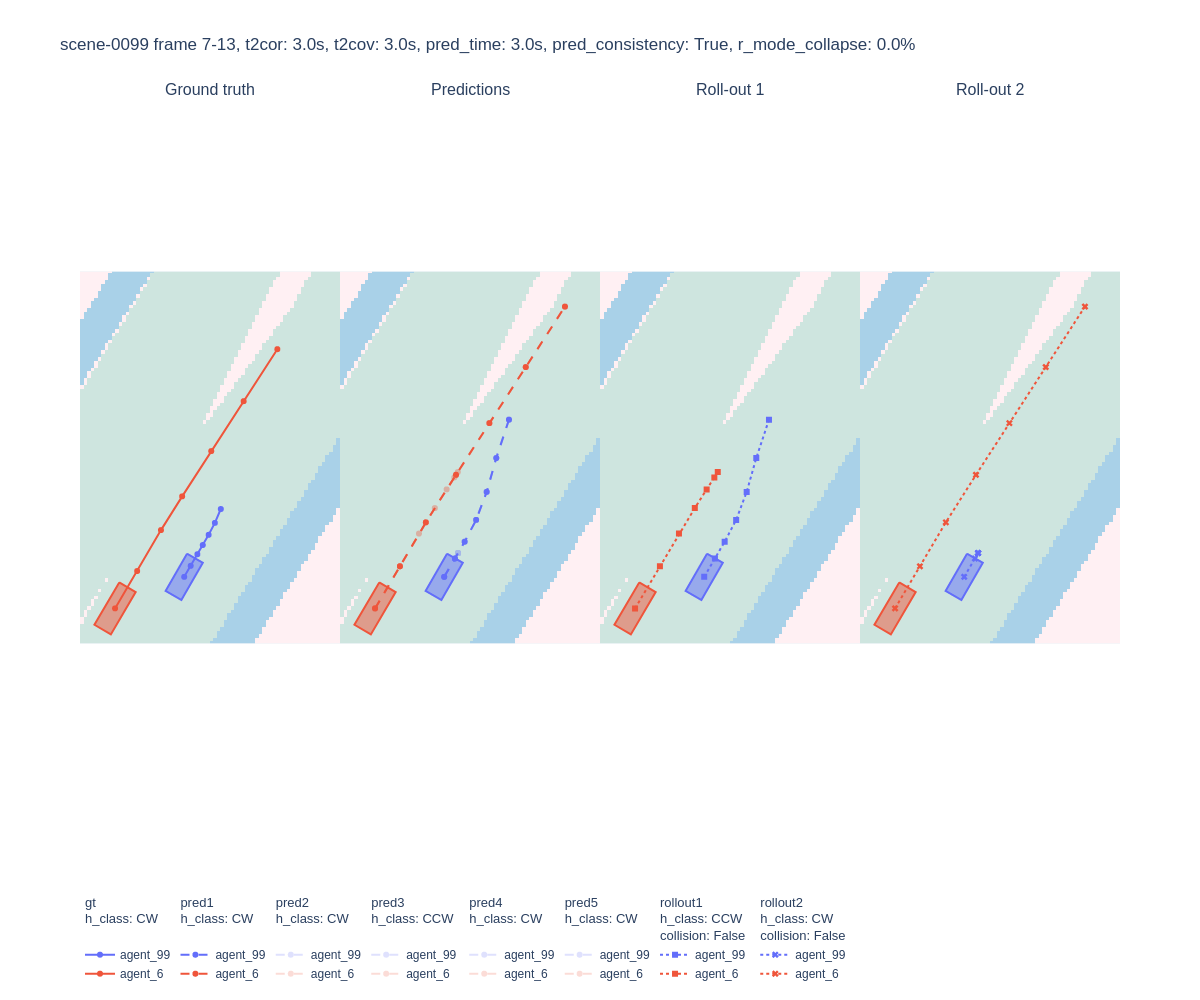 scene-0099 frame 7-13, t2cor: 3.0s, t2cov: 3.0s, pred_time: 3.0s, pred_consistency: True, r_mode_collapse: 0.0%
Ground truth
Predictions
Roll-out 1
Roll-out 2
gt
h_class: CW
agent_99
agent_6
pred1
h_class: CW
agent_99
agent_6
pred2
h_class: CW
agent_99
agent_6
pred3
h_class: CCW
agent_99
agent_6
pred4
h_class: CW
agent_99
agent_6
pred5
h_class: CW
agent_99
agent_6
rollout1
h_class: CCW
collision: False
agent_99
agent_6
rollout2
h_class: CW
collision: False
agent_99
agent_6